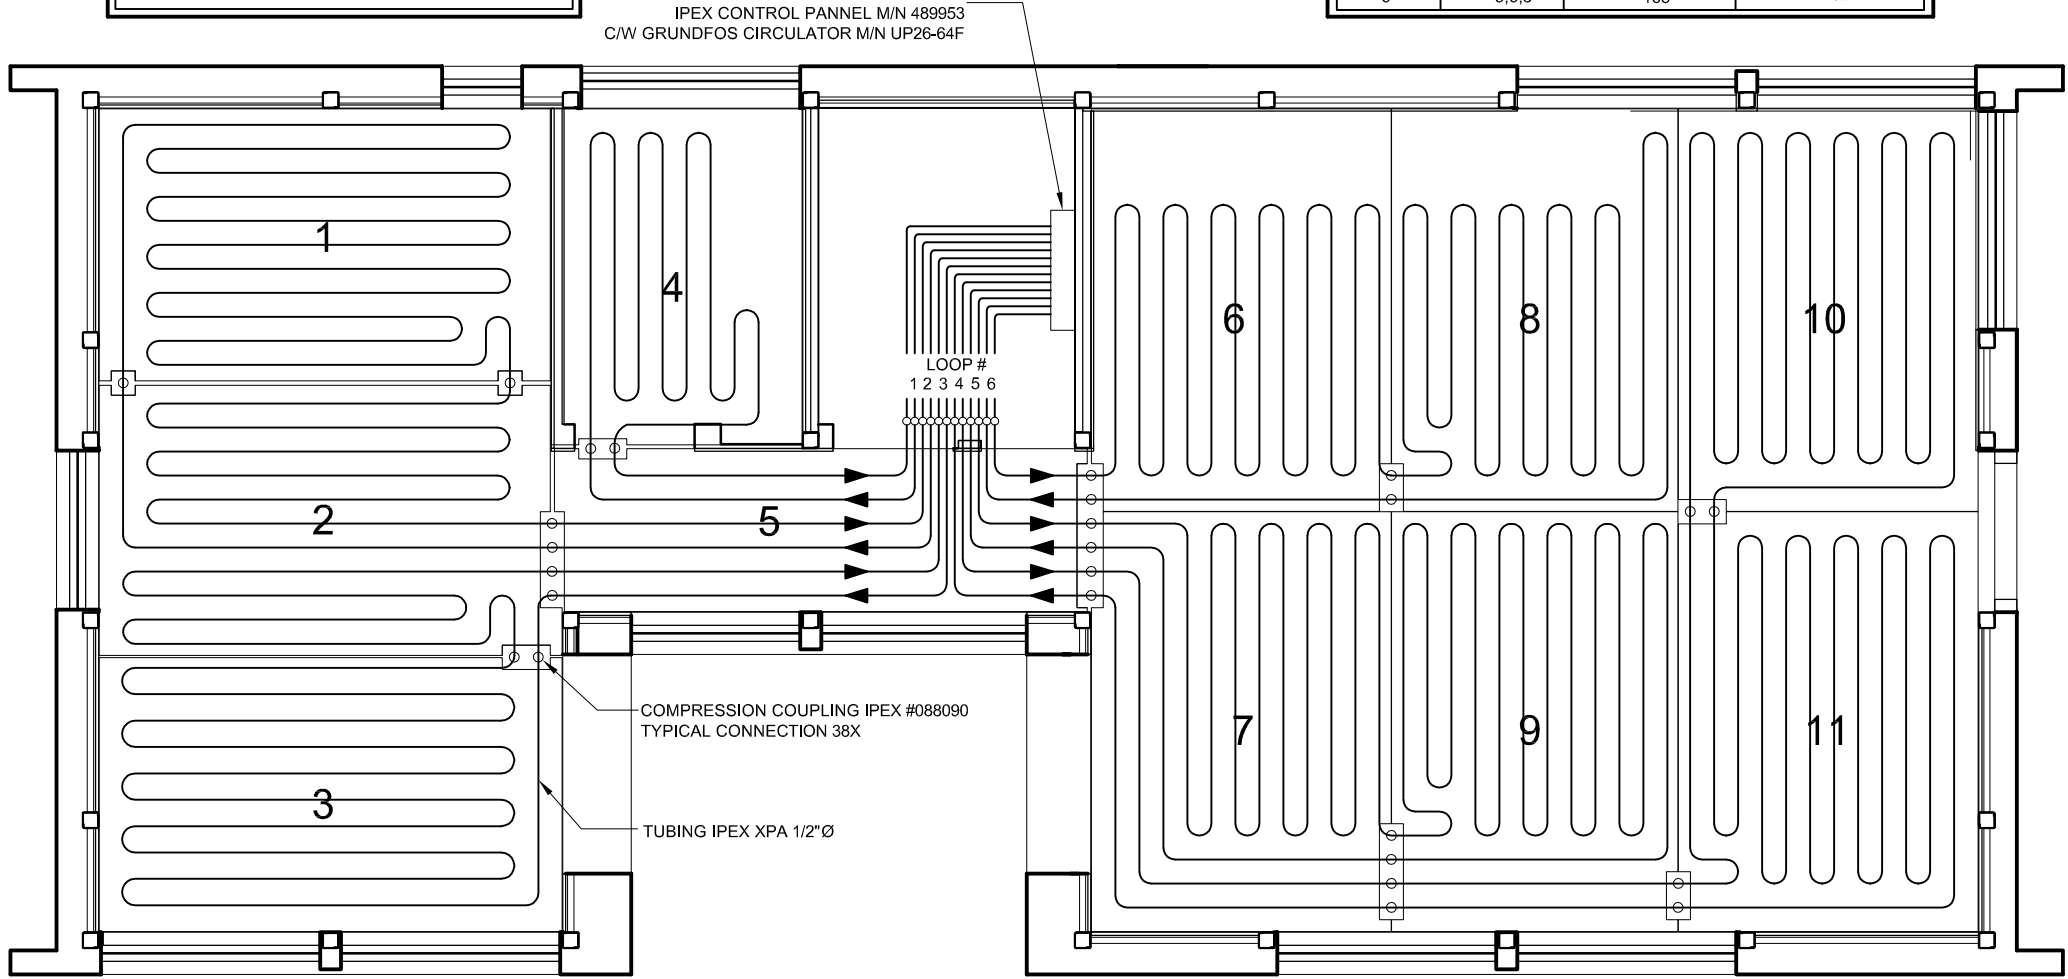 IPEX CONTROL PANNEL M/N 489953
C/W GRUNDFOS CIRCULATOR M/N UP26-64F
1
4
6
8
10
LOOP #
1 2 3 4 5 6
2
5
COMPRESSION COUPLING IPEX #088090
TYPICAL CONNECTION 38X
7
9
11
3
TUBING IPEX XPA 1/2"Ø